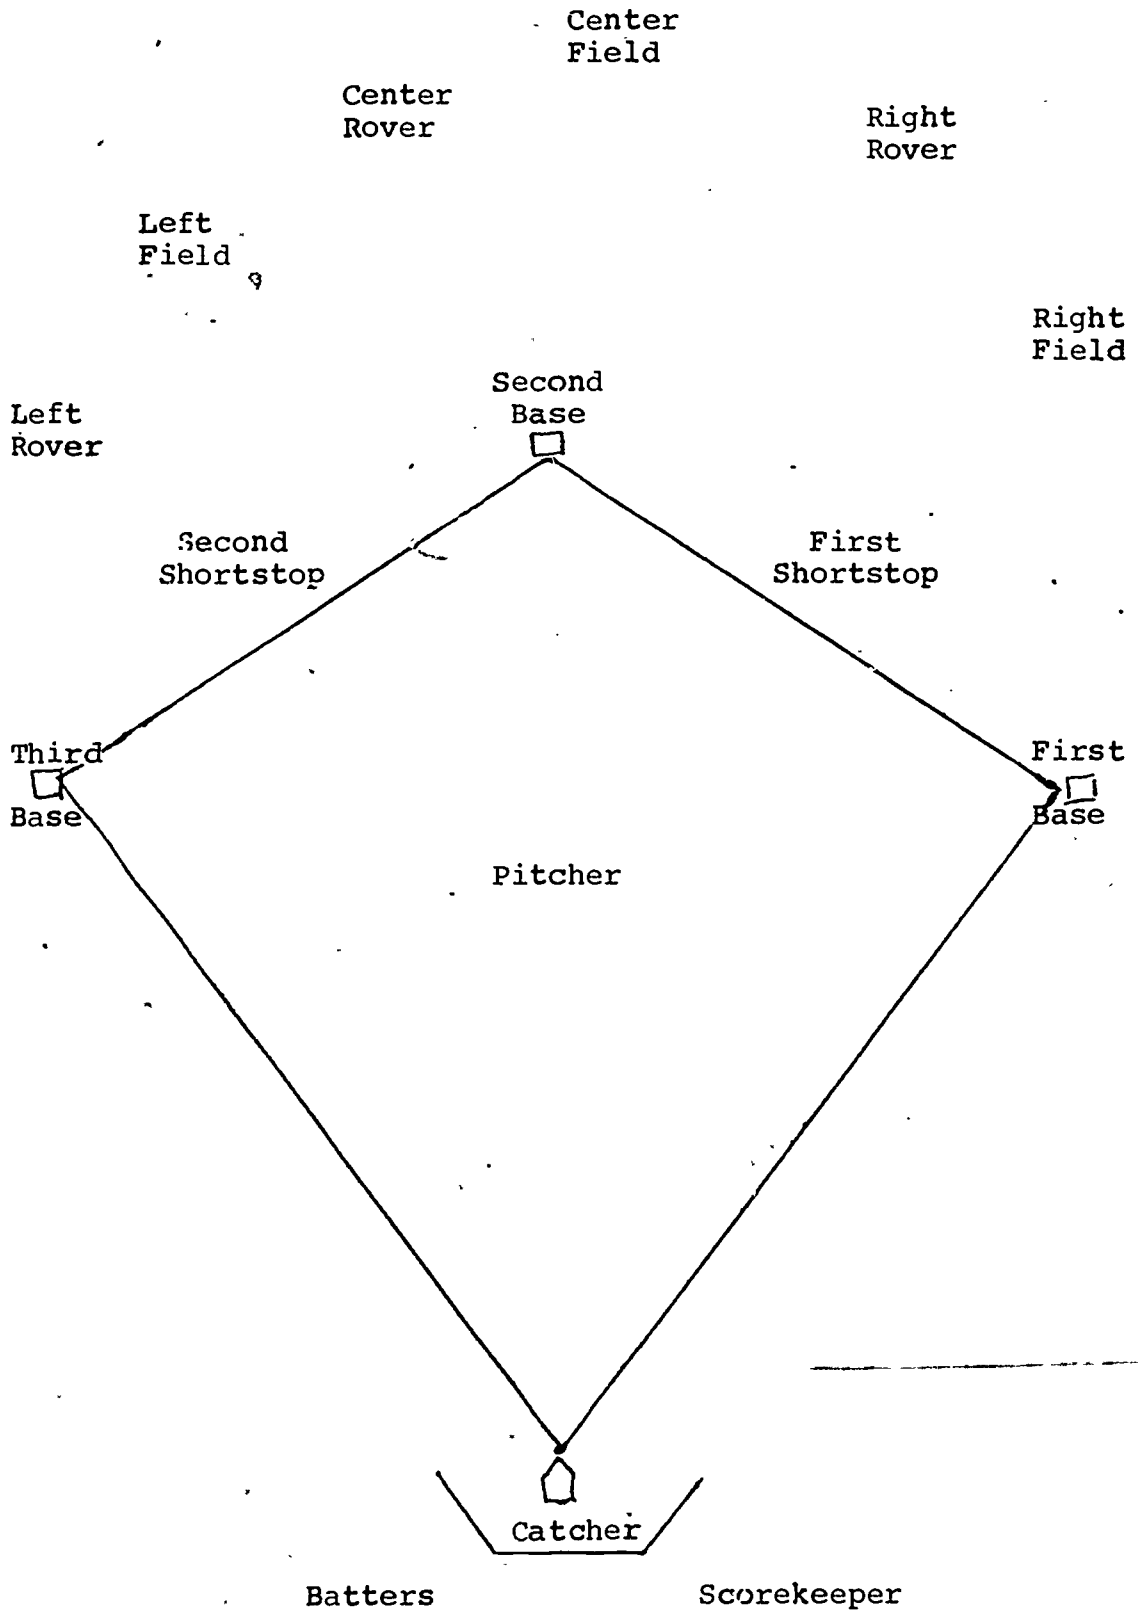 Center
Field
Center
Rover
Right
Rover
Left
Field
Right
Field
Second
Base
Left
Rover
Second
Shortstop
First
Shortstop
Third
Base
First
Base
Pitcher
Catcher
Batters
Scorekeeper